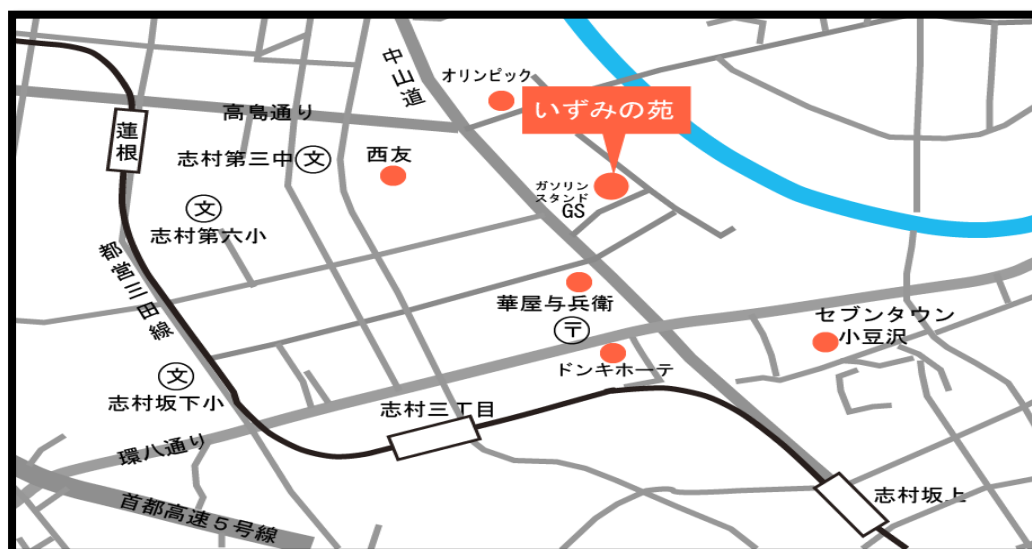 中山道
オリンピック
いずみの苑
高島通り
蓮根
志村第三中
文
西友
ガソリン
スタンド
GS
文
志村第六小
都営三田線
華屋与兵衛
〒
セブンタウン
小豆沢
ドンキホーテ
文
志村坂下小
志村三丁目
環八通り
志村坂上
首都高速5号線